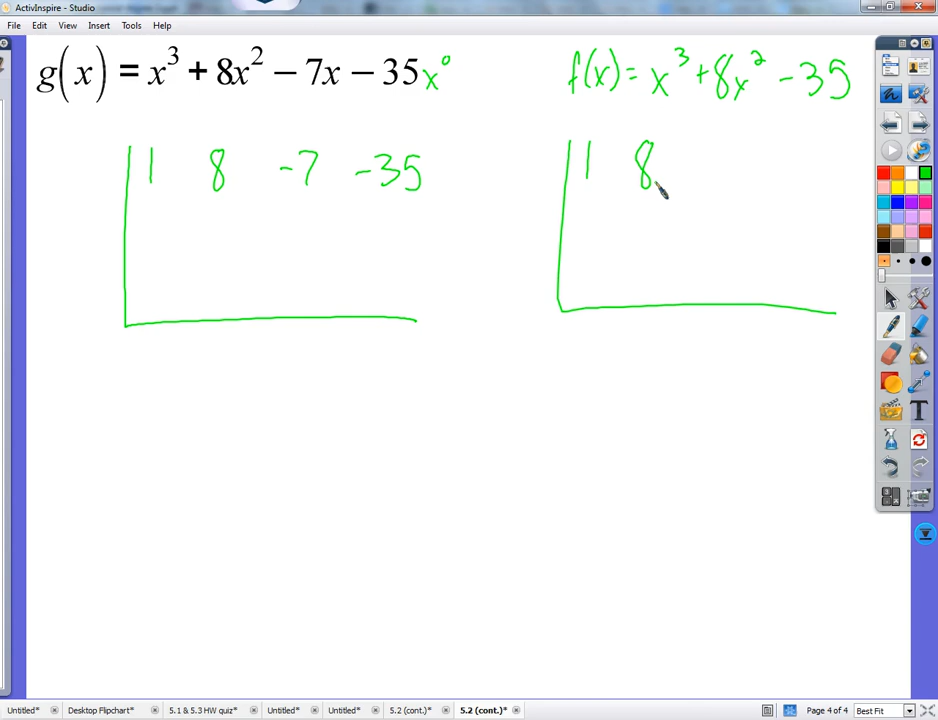 ActivInspire - Studio
File Edit View Insert Tools Help
g(x) = x³ + 8x² − 7x − 35x⁰
f(x) = x³ + 8x² − 35
1 8 -7 -35
1 8
Untitled* Desktop Flipchart* 5.1 & 5.3 HW quiz* Untitled* Untitled* 5.2 (cont.)* 5.2 (cont.)* Page 4 of 4 Best Fit